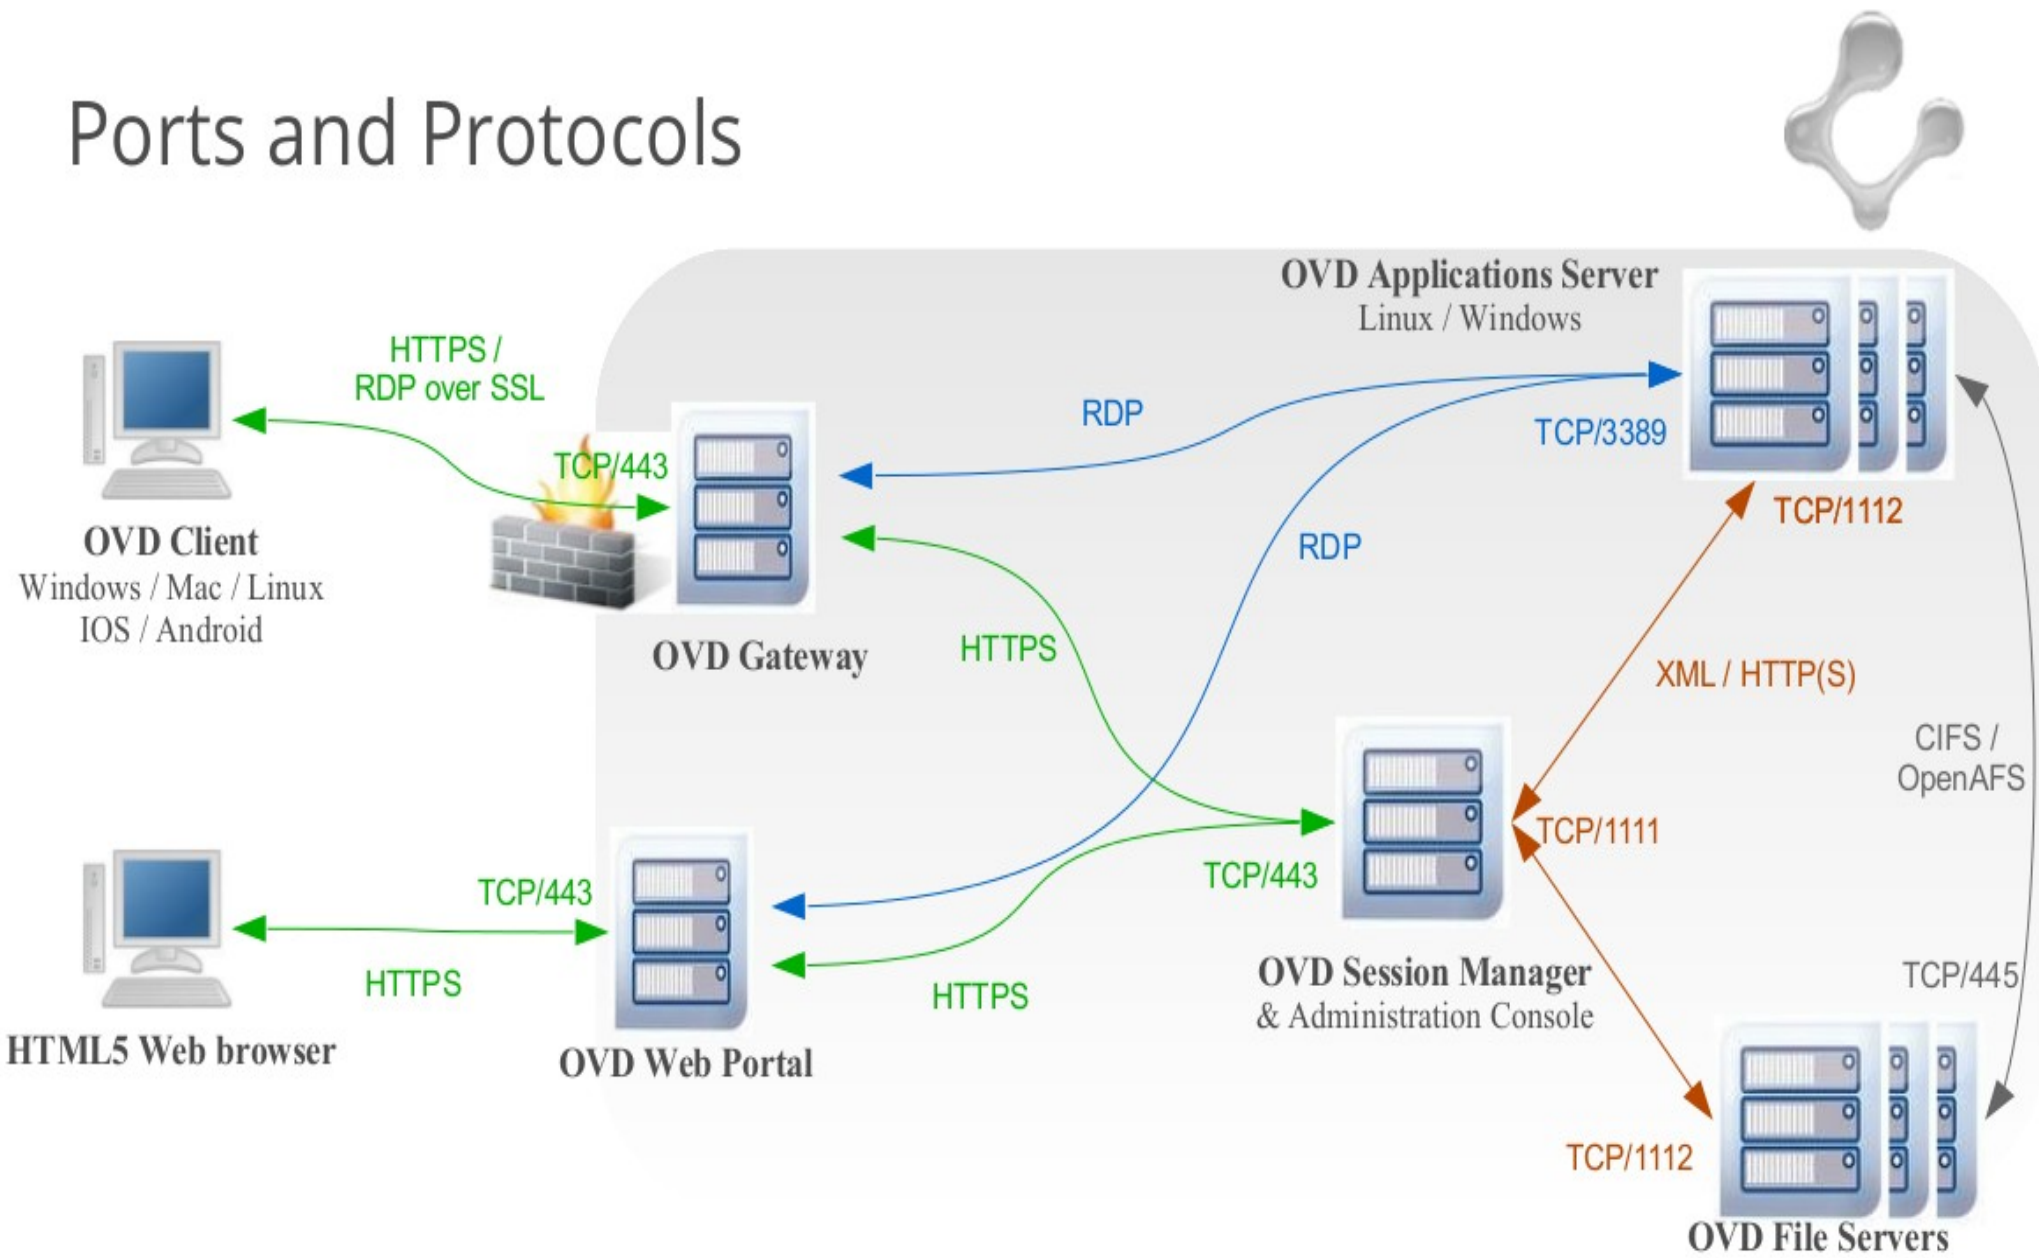 Ports and Protocols
OVD Applications Server
Linux / Windows
HTTPS /
RDP over SSL
RDP
TCP/3389
TCP/443
TCP/1112
OVD Client
Windows / Mac / Linux
IOS / Android
RDP
OVD Gateway
HTTPS
XML / HTTP(S)
CIFS /
OpenAFS
TCP/1111
TCP/443
TCP/443
HTTPS
HTTPS
OVD Session Manager
& Administration Console
TCP/445
HTML5 Web browser
OVD Web Portal
TCP/1112
OVD File Servers